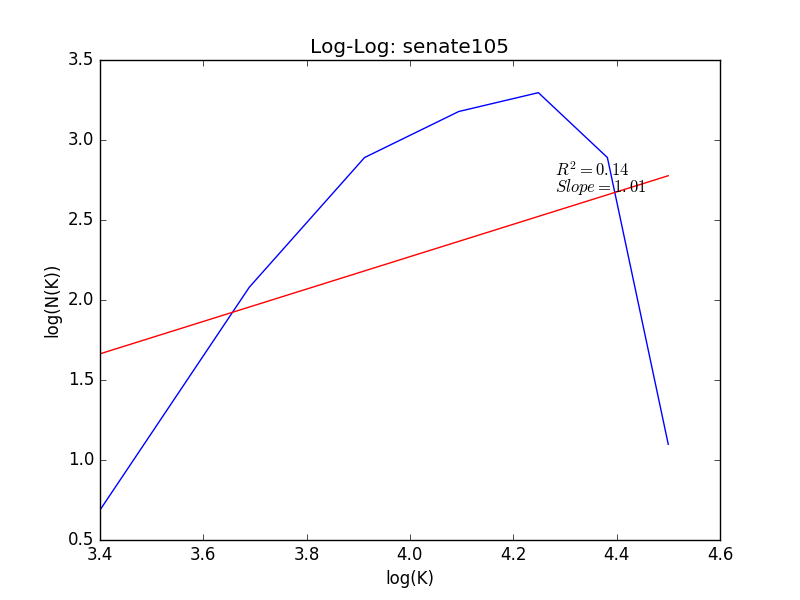 Log-Log: senate105
3.5
3.0
2.5
2.0
1.5
1.0
0.5
log(N(K))
R² = 0.14
Slope = 1.01
3.4 3.6 3.8 4.0 4.2 4.4 4.6
log(K)